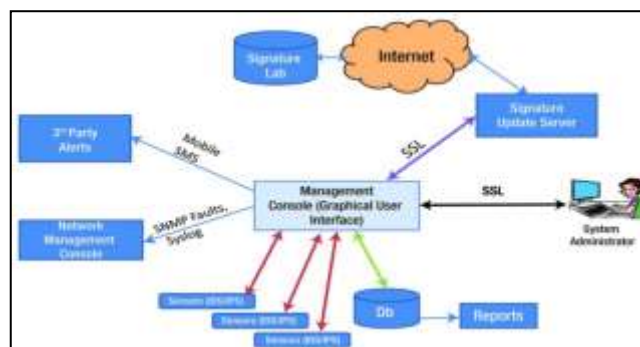 Signature
Lab
Internet
Signature
Update Server
3rd Party
Alerts
Mobile
SMS
SSL
Management
Console (Graphical User
Interface)
SSL
System
Administrator
Network
Management
Console
SNMP Faults,
Syslog
Sensors (IDS/IPS)
Sensors (IDS/IPS)
Sensors (IDS/IPS)
Db
Reports